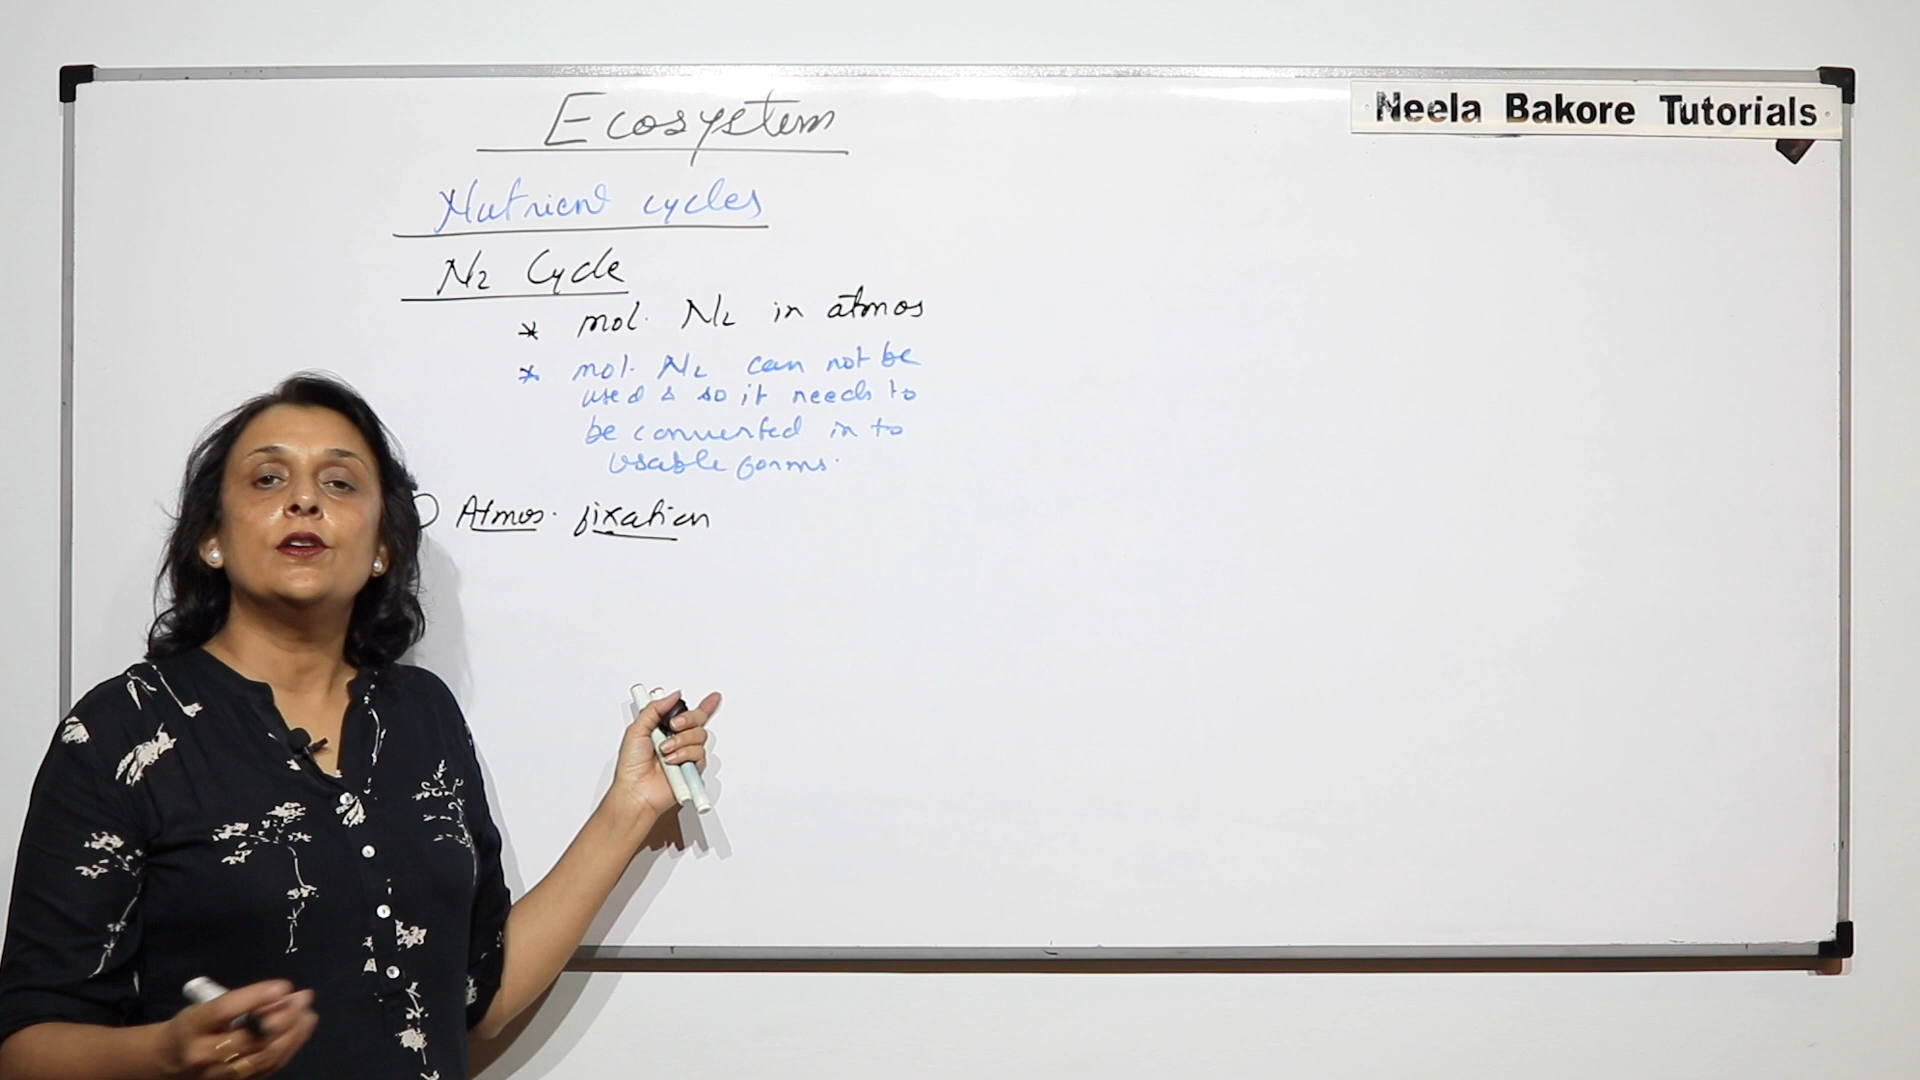 Neela Bakore Tutorials
Ecosystem
Nutrient cycles
N2 Cycle
* mol. N2 in atmos
* mol. N2 can not be
used & so it needs to
be converted in to
usable forms.
Atmos. fixation